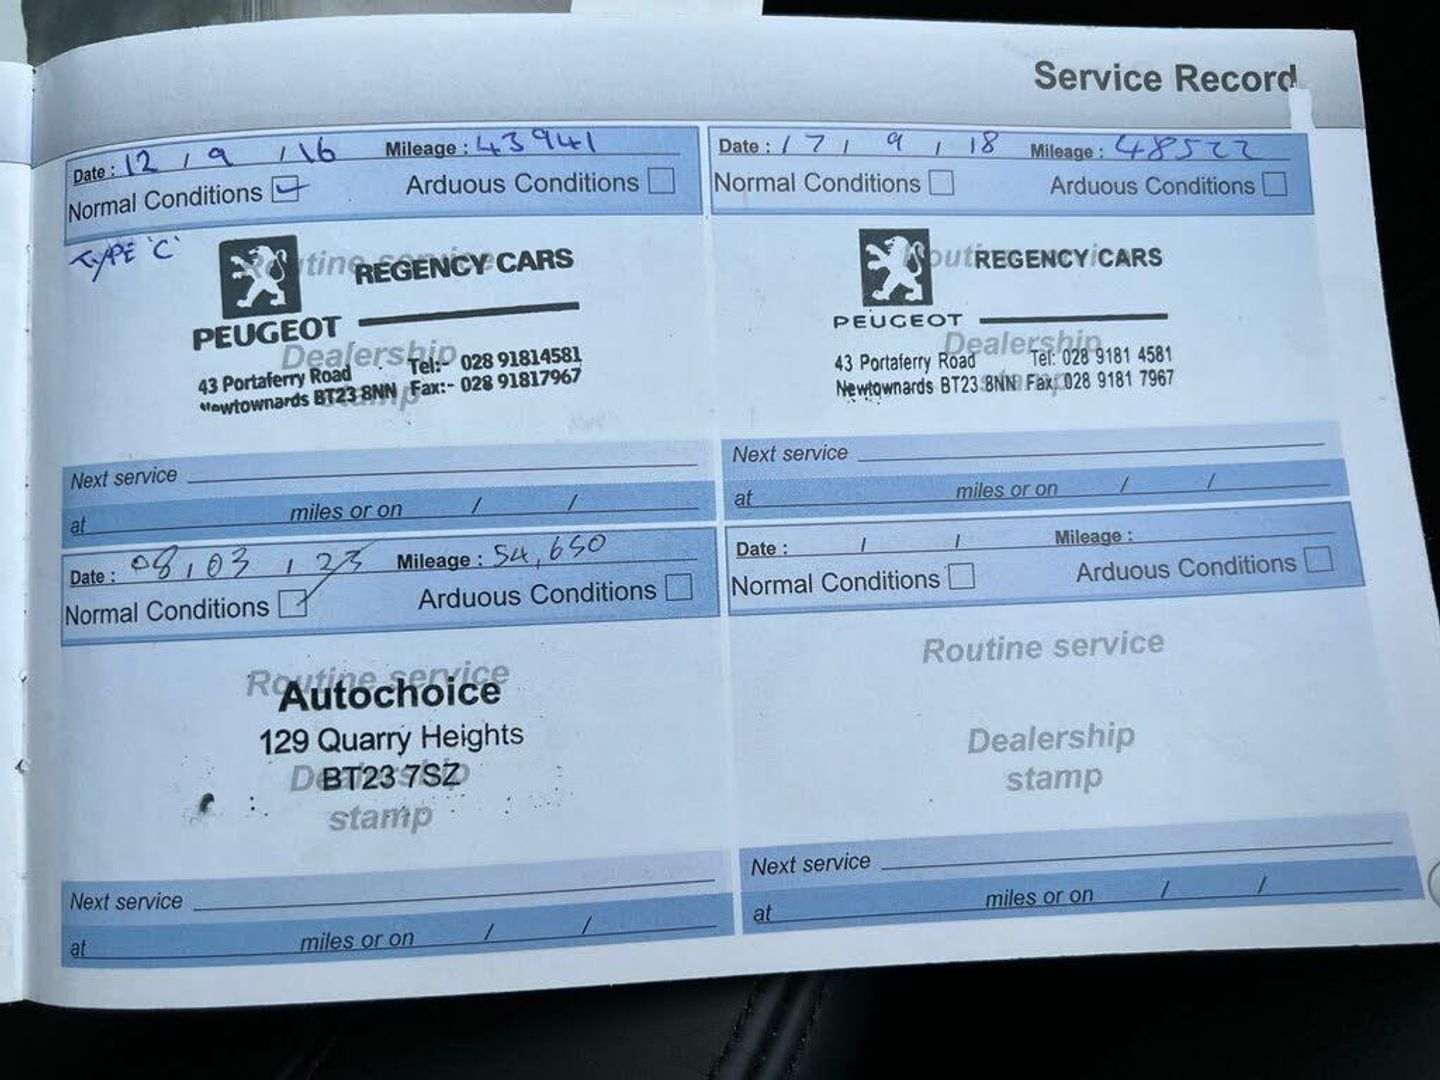 Service Record
Date : 12 / 9 / 16 Mileage : 43941
Normal Conditions Arduous Conditions
TYPE 'C'
Routine service
REGENCY CARS
PEUGEOT
Dealership
stamp
43 Portaferry Road Tel:- 028 91814581
Newtownards BT23 8NN Fax:- 028 91817967
Next service
at miles or on / /
Date : 17 / 9 / 18 Mileage : 48522
Normal Conditions Arduous Conditions
Routine service
REGENCY CARS
PEUGEOT
Dealership
stamp
43 Portaferry Road Tel: 028 9181 4581
Newtownards BT23 8NN Fax: 028 9181 7967
Next service
at miles or on / /
Date : 08 / 03 / 23 Mileage : 54,650
Normal Conditions Arduous Conditions
Routine service
Autochoice
129 Quarry Heights
Dealership
BT23 7SZ
stamp
Next service
at miles or on / /
Date : / / Mileage :
Normal Conditions Arduous Conditions
Routine service
Dealership
stamp
Next service
at miles or on / /